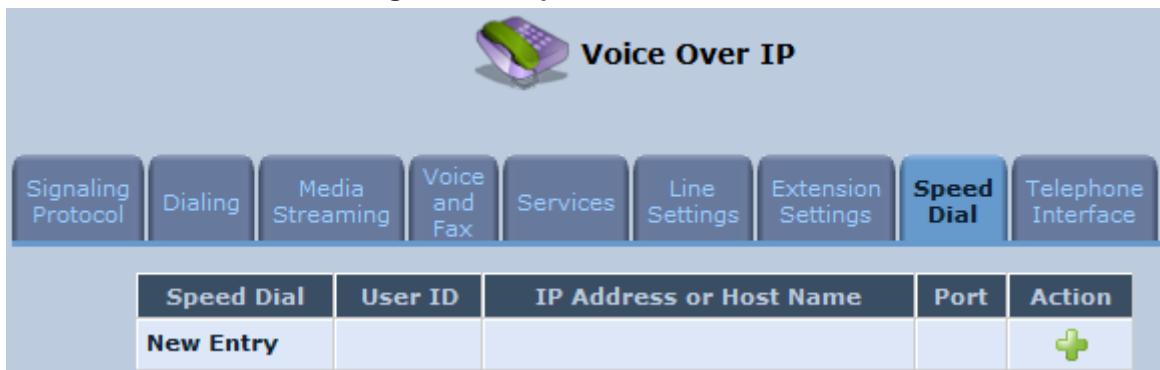 Voice Over IP
Signaling Protocol
Dialing
Media Streaming
Voice and Fax
Services
Line Settings
Extension Settings
Speed Dial
Telephone Interface
Speed Dial User ID IP Address or Host Name Port Action
New Entry